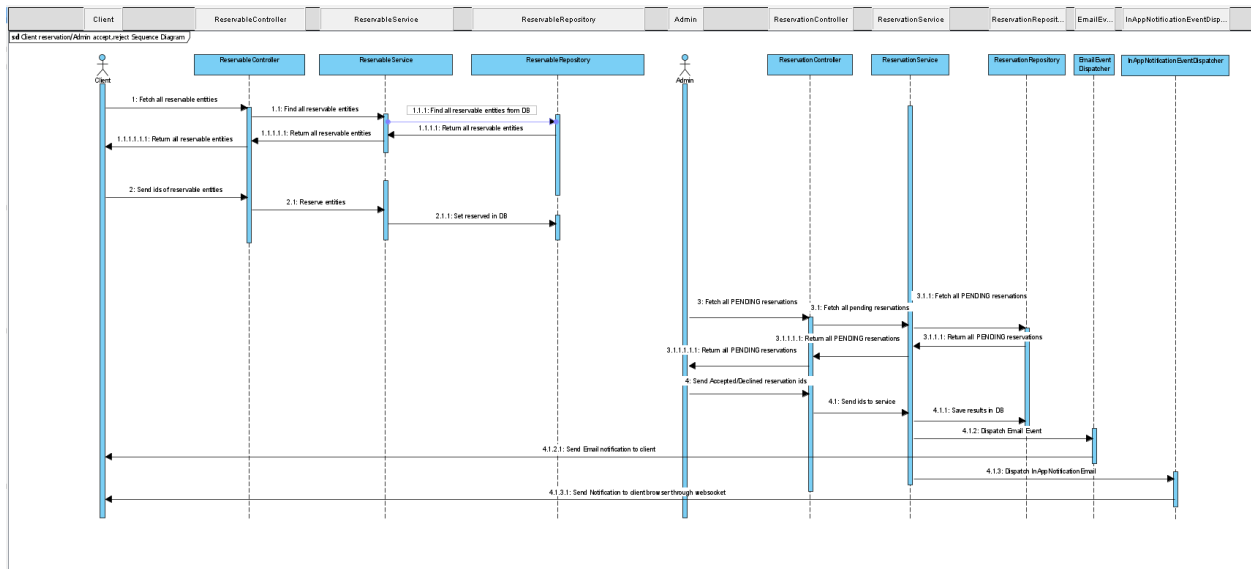 Client
ReservableController
ReservableService
ReservableRepository
Admin
ReservationController
ReservationService
ReservationReposit...
EmailEv...
InAppNotificationEventDisp...
sd Client reservation/Admin accept.reject Sequence Diagram
ReservableController
ReservableService
ReservableRepository
ReservationController
ReservationService
ReservationRepository
EmailEvent
Dispatcher
InAppNotificationEventDispatcher
Client
Admin
1: Fetch all reservable entities
1.1: Find all reservable entities
1.1.1: Find all reservable entities from DB
1.1.1.1: Return all reservable entities
1.1.1.1.1: Return all reservable entities
1.1.1.1.1.1: Return all reservable entities
2: Send ids of reservable entities
2.1: Reserve entities
2.1.1: Set reserved in DB
3: Fetch all PENDING reservations
3.1: Fetch all pending reservations
3.1.1: Fetch all PENDING reservations
3.1.1.1: Return all PENDING reservations
3.1.1.1.1: Return all PENDING reservations
3.1.1.1.1.1: Return all PENDING reservations
4: Send Accepted/Declined reservation ids
4.1: Send ids to service
4.1.1: Save results in DB
4.1.2: Dispatch Email Event
4.1.2.1: Send Email notification to client
4.1.3: Dispatch InAppNotificationEmail
4.1.3.1: Send Notification to client browser through websocket